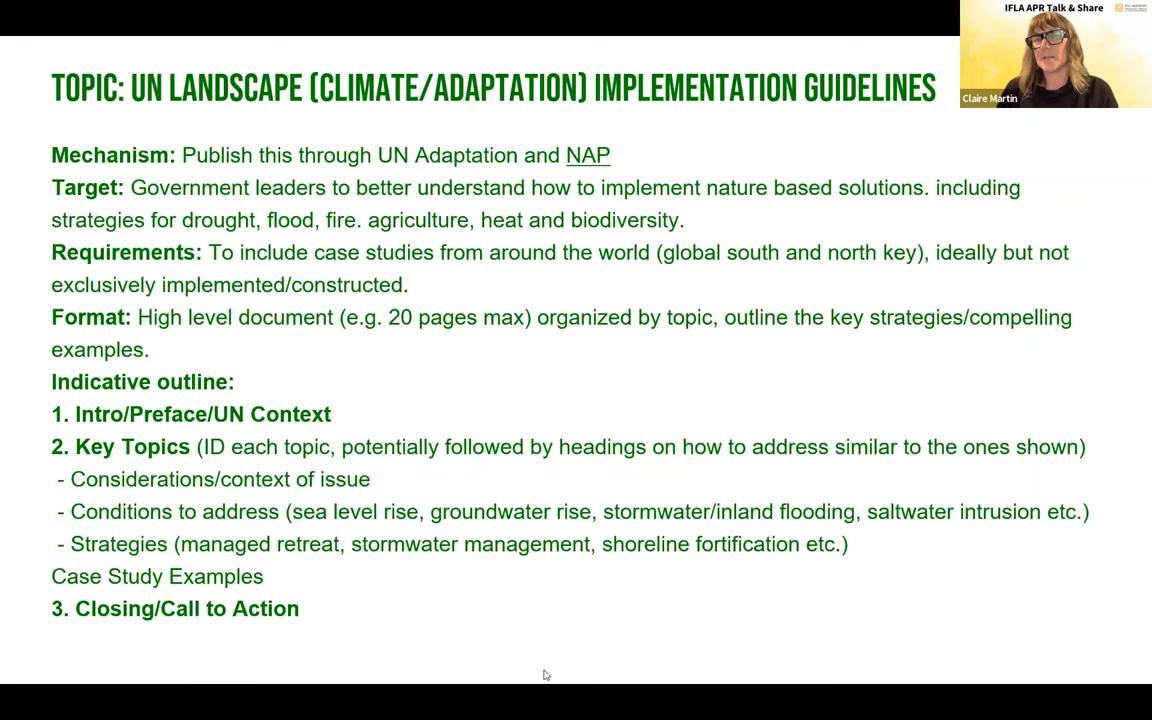 IFLA APR Talk & Share
TOPIC: UN LANDSCAPE (CLIMATE/ADAPTATION) IMPLEMENTATION GUIDELINES
Claire Martin
Mechanism: Publish this through UN Adaptation and NAP
Target: Government leaders to better understand how to implement nature based solutions. including
strategies for drought, flood, fire. agriculture, heat and biodiversity.
Requirements: To include case studies from around the world (global south and north key), ideally but not
exclusively implemented/constructed.
Format: High level document (e.g. 20 pages max) organized by topic, outline the key strategies/compelling
examples.
Indicative outline:
1. Intro/Preface/UN Context
2. Key Topics (ID each topic, potentially followed by headings on how to address similar to the ones shown)
- Considerations/context of issue
- Conditions to address (sea level rise, groundwater rise, stormwater/inland flooding, saltwater intrusion etc.)
- Strategies (managed retreat, stormwater management, shoreline fortification etc.)
Case Study Examples
3. Closing/Call to Action